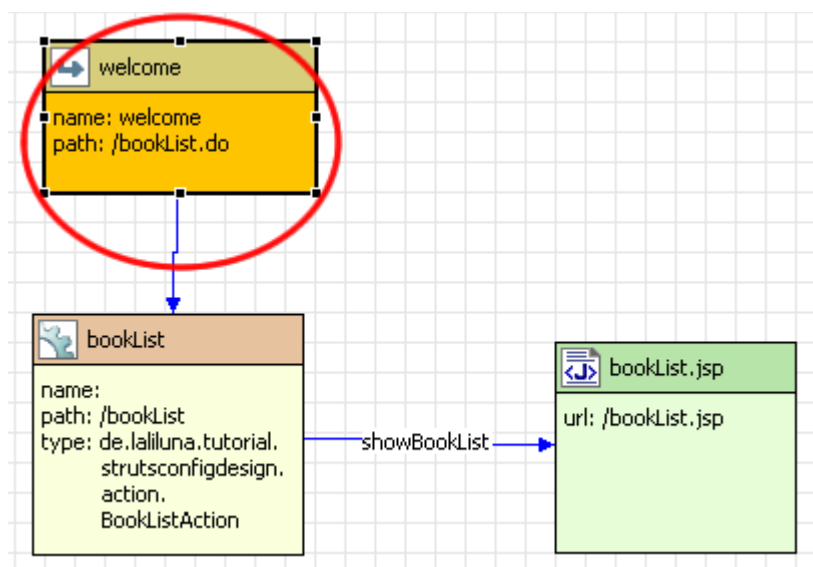 welcome
name: welcome
path: /bookList.do
bookList
name:
path: /bookList
type: de.laliluna.tutorial.
strutsconfigdesign.
action.
BookListAction
showBookList
<J>
bookList.jsp
url: /bookList.jsp